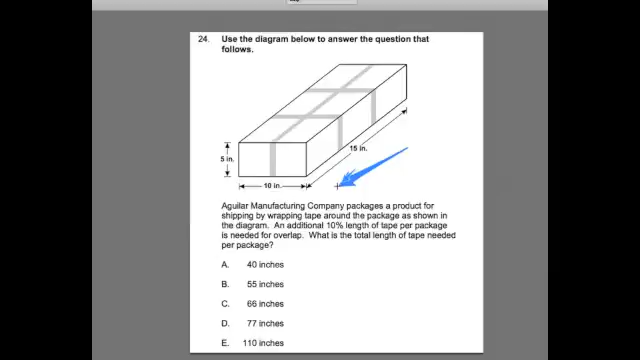 24. Use the diagram below to answer the question that
follows.
5 in.
15 in.
10 in.
Aguilar Manufacturing Company packages a product for
shipping by wrapping tape around the package as shown in
the diagram. An additional 10% length of tape per package
is needed for overlap. What is the total length of tape needed
per package?
A. 40 inches
B. 55 inches
C. 66 inches
D. 77 inches
E. 110 inches